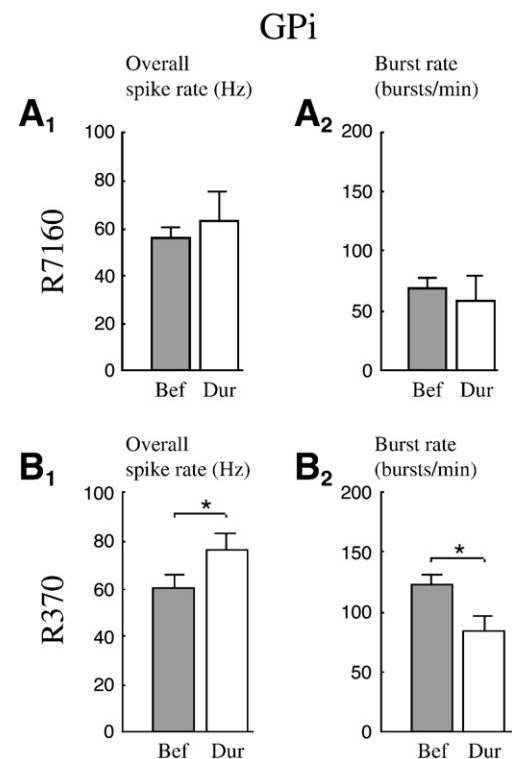 GPi
Overall
spike rate (Hz)
Burst rate
(bursts/min)
A1
A2
R7160
100
80
60
40
20
0
Bef Dur
200
150
100
50
0
Bef Dur
Overall
spike rate (Hz)
Burst rate
(bursts/min)
B1
B2
R370
100
80
60
40
20
0
*
Bef Dur
200
150
100
50
0
*
Bef Dur